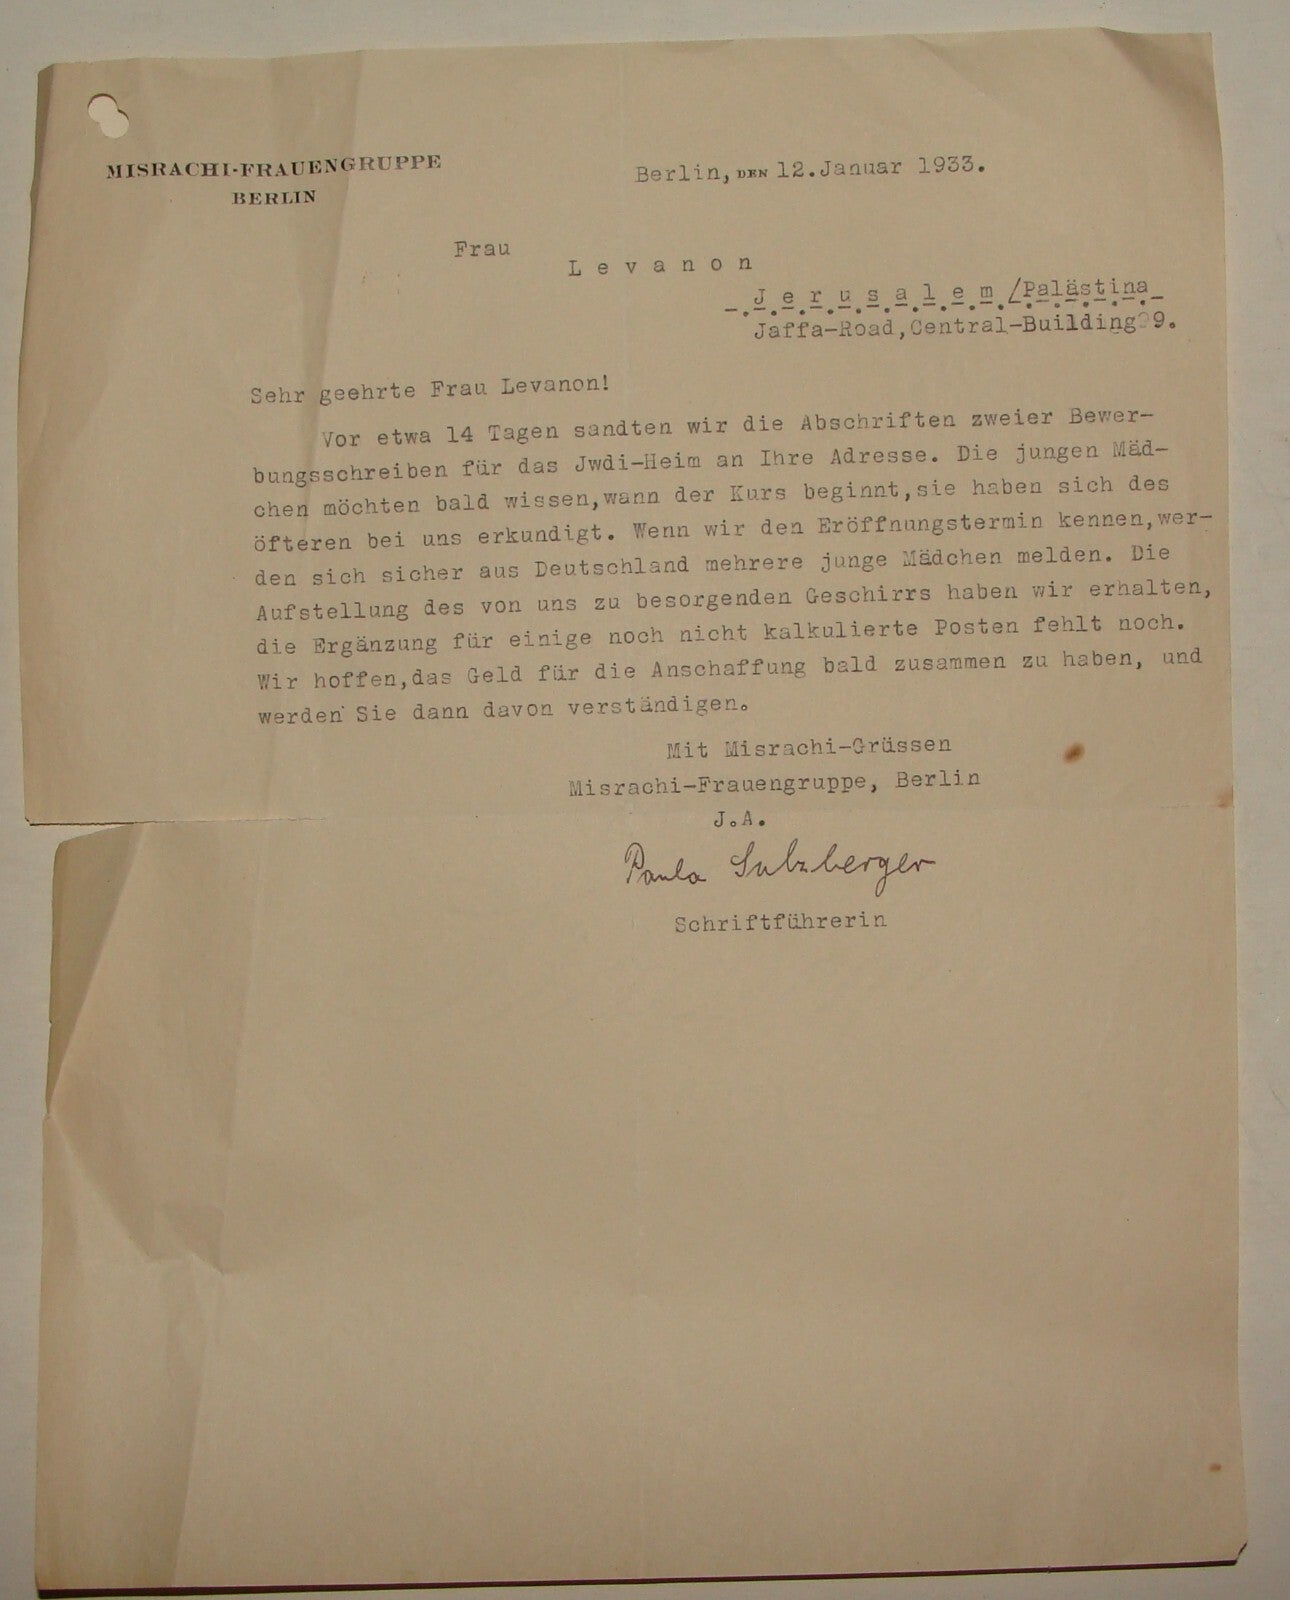 MISRACHI-FRAUENGRUPPE
BERLIN
Berlin, DEN 12.Januar 1933.
Frau
L e v a n o n
J e r u s a l e m /Palästina
Jaffa-Road,Central-Building 9.
Sehr geehrte Frau Levanon!
Vor etwa 14 Tagen sandten wir die Abschriften zweier Bewer-
bungsschreiben für das Jwdi-Heim an Ihre Adresse. Die jungen Mäd-
chen möchten bald wissen,wann der Kurs beginnt,sie haben sich des
öfteren bei uns erkundigt. Wenn wir den Eröffnungstermin kennen,wer-
den sich sicher aus Deutschland mehrere junge Mädchen melden. Die
Aufstellung des von uns zu besorgenden Geschirrs haben wir erhalten,
die Ergänzung für einige noch nicht kalkulierte Posten fehlt noch.
Wir hoffen,das Geld für die Anschaffung bald zusammen zu haben, und
werden Sie dann davon verständigen.
Mit Misrachi-Grüssen
Misrachi-Frauengruppe, Berlin
J.A.
Paula Sulzberger
Schriftführerin